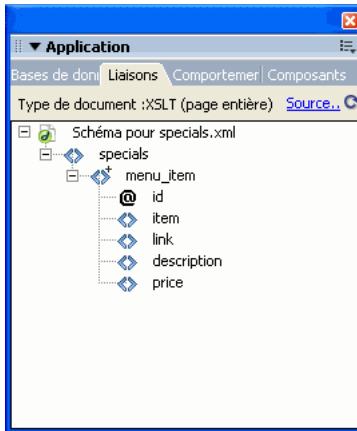 Application
Bases de donn Liaisons Comportemer Composants
Type de document :XSLT (page entière) Source..
Schéma pour specials.xml
specials
menu_item
@ id
item
link
description
price